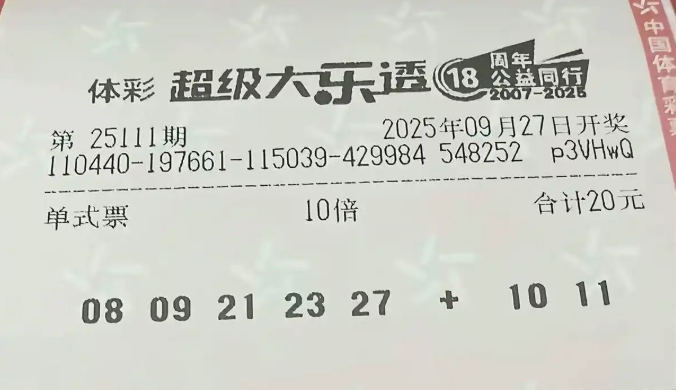 体彩 超级大乐透 18 周年 公益同行 2007-2025
第 25111期 2025年09月27日开奖
110440-197661-115039-429984 548252 p3VHwQ
单式票 10倍 合计20元
08 09 21 23 27 + 10 11
中国体育彩票